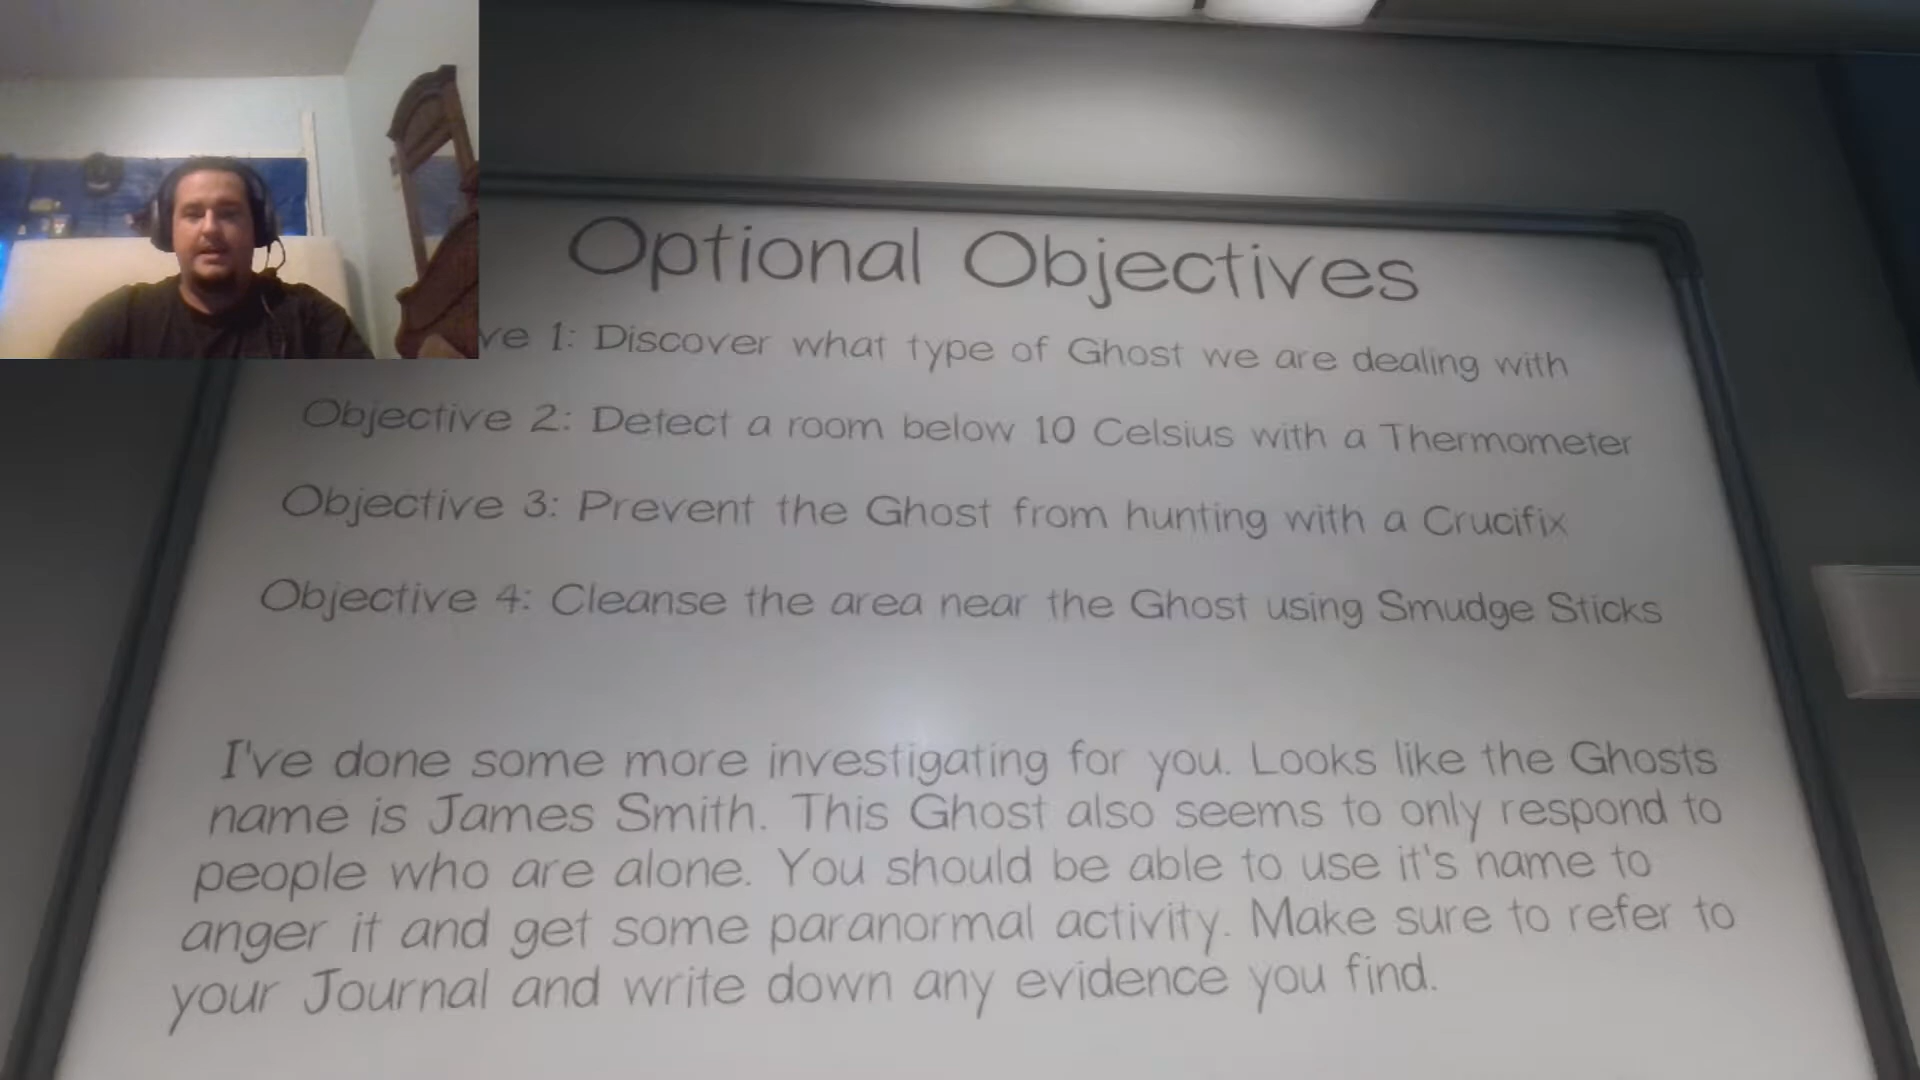 Optional Objectives
ve 1: Discover what type of Ghost we are dealing with
Objective 2: Detect a room below 10 Celsius with a Thermometer
Objective 3: Prevent the Ghost from hunting with a Crucifix
Objective 4: Cleanse the area near the Ghost using Smudge Sticks
I've done some more investigating for you. Looks like the Ghosts
name is James Smith. This Ghost also seems to only respond to
people who are alone. You should be able to use it's name to
anger it and get some paranormal activity. Make sure to refer to
your Journal and write down any evidence you find.